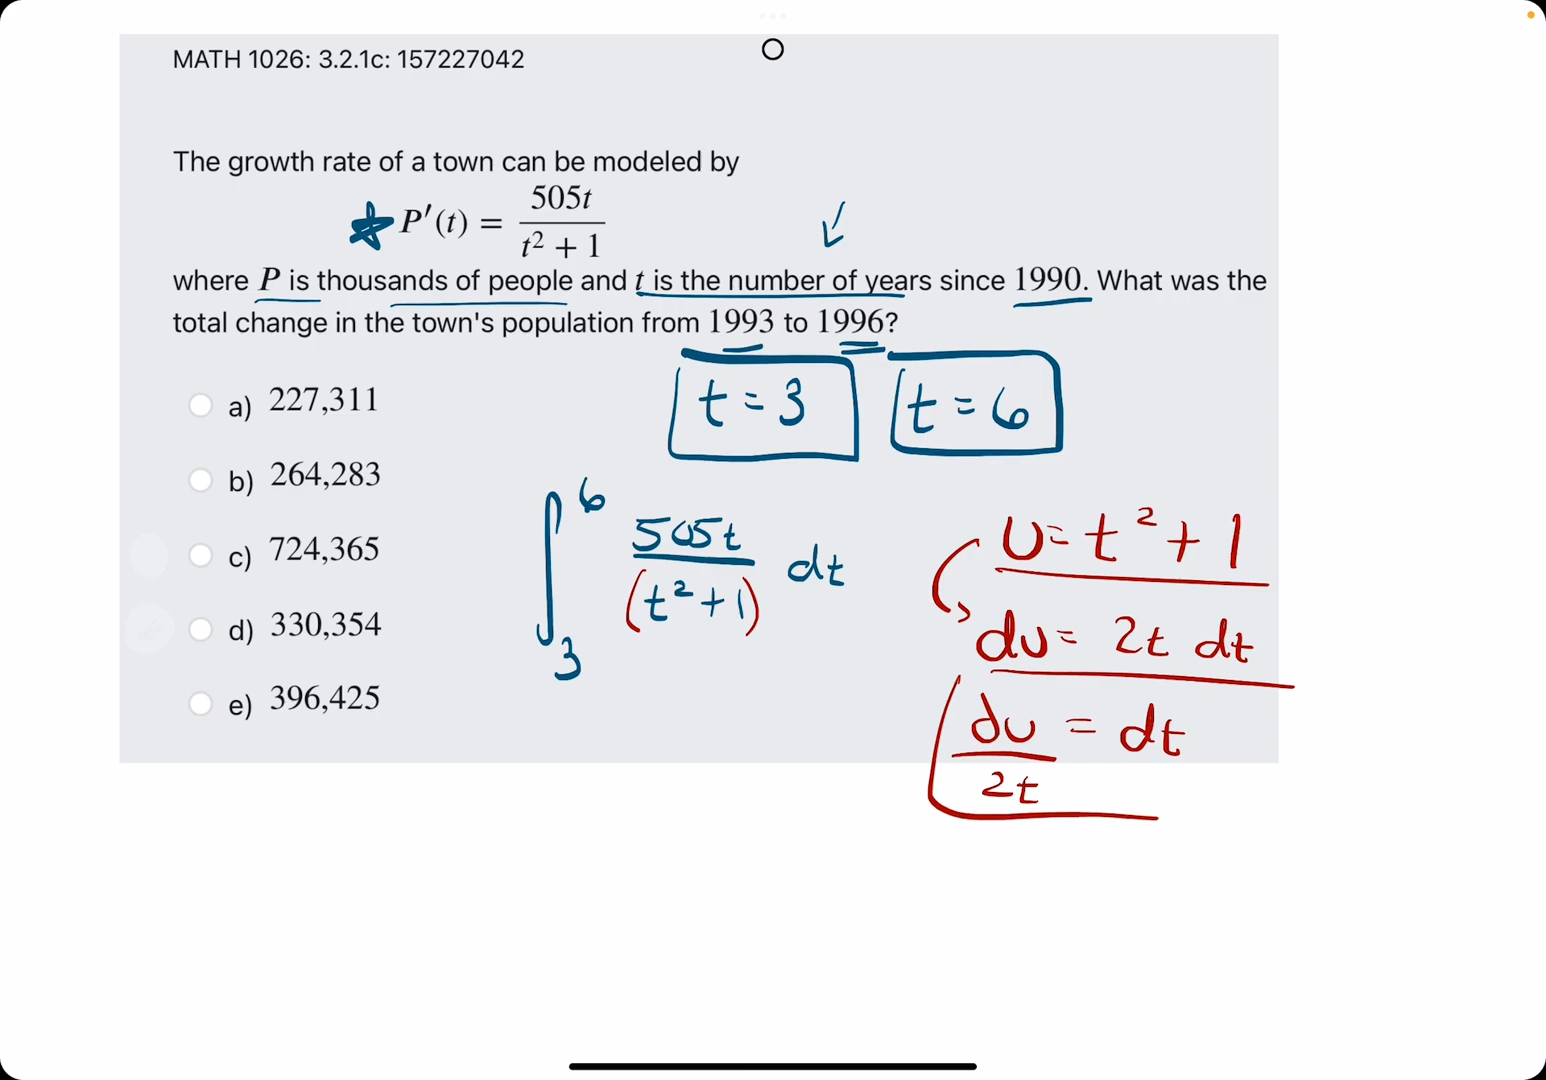 MATH 1026: 3.2.1c: 157227042
The growth rate of a town can be modeled by
P′(t) = 505t / (t² + 1)
where P is thousands of people and t is the number of years since 1990. What was the
total change in the town's population from 1993 to 1996?
t = 3
t = 6
a) 227,311
b) 264,283
c) 724,365
d) 330,354
e) 396,425
∫₃⁶ 505t / (t² + 1) dt
u = t² + 1
du = 2t dt
du / 2t = dt